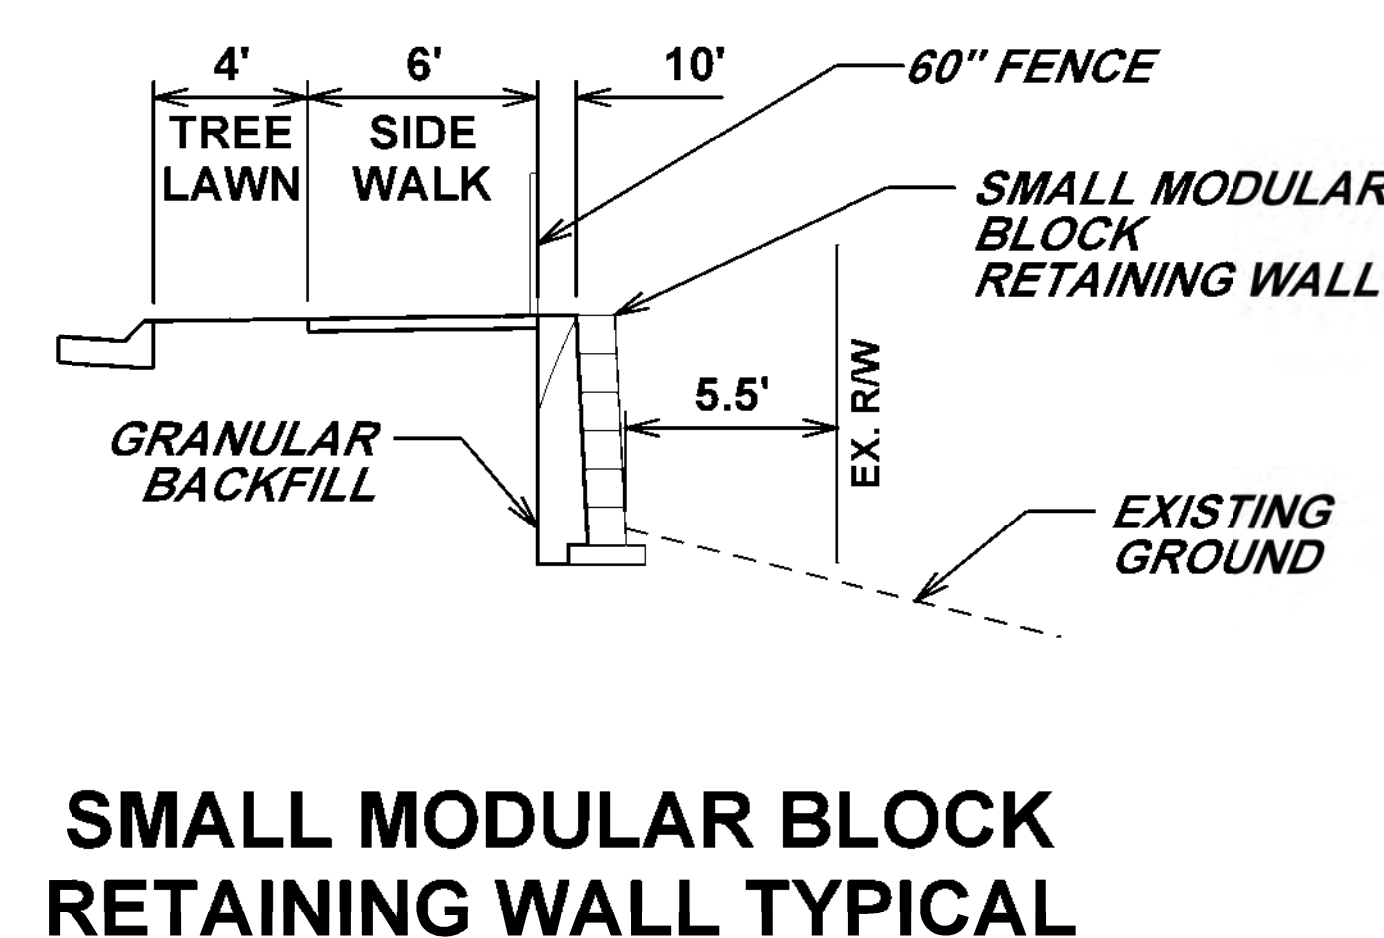 4' 6' 10'
60" FENCE
TREE
LAWN
SIDE
WALK
SMALL MODULAR
BLOCK
RETAINING WALL
5.5'
EX. R/W
GRANULAR
BACKFILL
EXISTING
GROUND
SMALL MODULAR BLOCK
RETAINING WALL TYPICAL